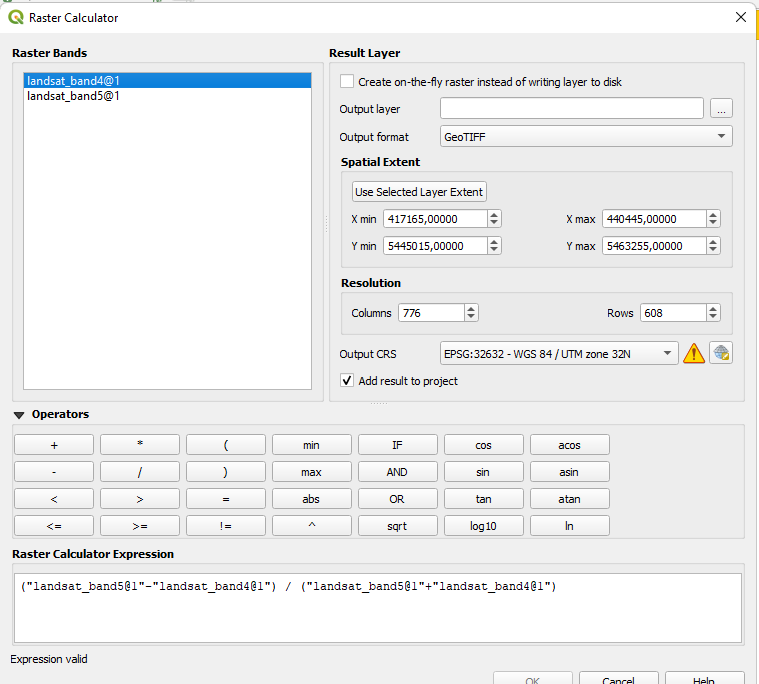 Raster Calculator
Raster Bands
landsat_band4@1
landsat_band5@1
Result Layer
Create on-the-fly raster instead of writing layer to disk
Output layer
...
Output format GeoTIFF
Spatial Extent
Use Selected Layer Extent
X min 417165,00000 X max 440445,00000
Y min 5445015,00000 Y max 5463255,00000
Resolution
Columns 776 Rows 608
Output CRS EPSG:32632 - WGS 84 / UTM zone 32N
Add result to project
Operators
+ * ( min IF cos acos
- / ) max AND sin asin
< > = abs OR tan atan
<= >= != ^ sqrt log10 ln
Raster Calculator Expression
("landsat_band5@1"-"landsat_band4@1") / ("landsat_band5@1"+"landsat_band4@1")
Expression valid
OK Cancel Help